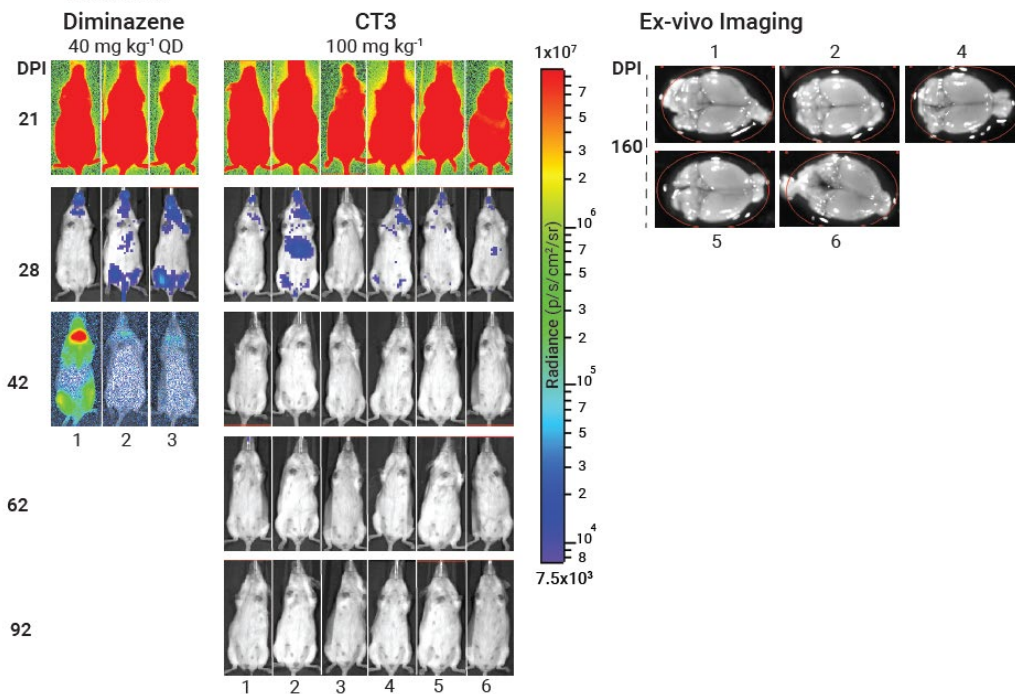 Diminazene
40 mg kg⁻¹ QD
CT3
100 mg kg⁻¹
Ex-vivo Imaging
DPI
21
28
42
1 2 3
62
92
1 2 3 4 5 6
1x10⁷
7
5
3
2
10⁶
7
5
3
2
10⁵
7
5
3
2
10⁴
8
7.5x10³
Radiance (p/s/cm²/sr)
1 2 4
DPI
160
5 6